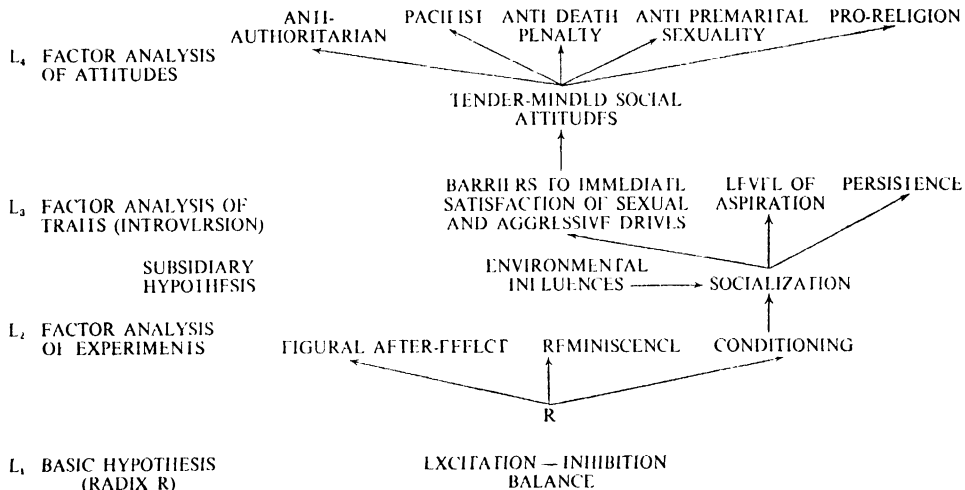 ANTI-
AUTHORITARIAN
PACIFIST
ANTI DEATH
PENALTY
ANTI PREMARITAL
SEXUALITY
PRO-RELIGION
L₄ FACTOR ANALYSIS
OF ATTITUDES
TENDER-MINDED SOCIAL
ATTITUDES
BARRIERS TO IMMEDIATE
SATISFACTION OF SEXUAL
AND AGGRESSIVE DRIVES
LEVEL OF
ASPIRATION
PERSISTENCE
L₃ FACTOR ANALYSIS OF
TRAITS (INTROVERSION)
SUBSIDIARY
HYPOTHESIS
ENVIRONMENTAL
INFLUENCES
SOCIALIZATION
L₂ FACTOR ANALYSIS
OF EXPERIMENTS
FIGURAL AFTER-EFFECT
REMINISCENCE
CONDITIONING
R
L₁ BASIC HYPOTHESIS
(RADIX R)
EXCITATION — INHIBITION
BALANCE